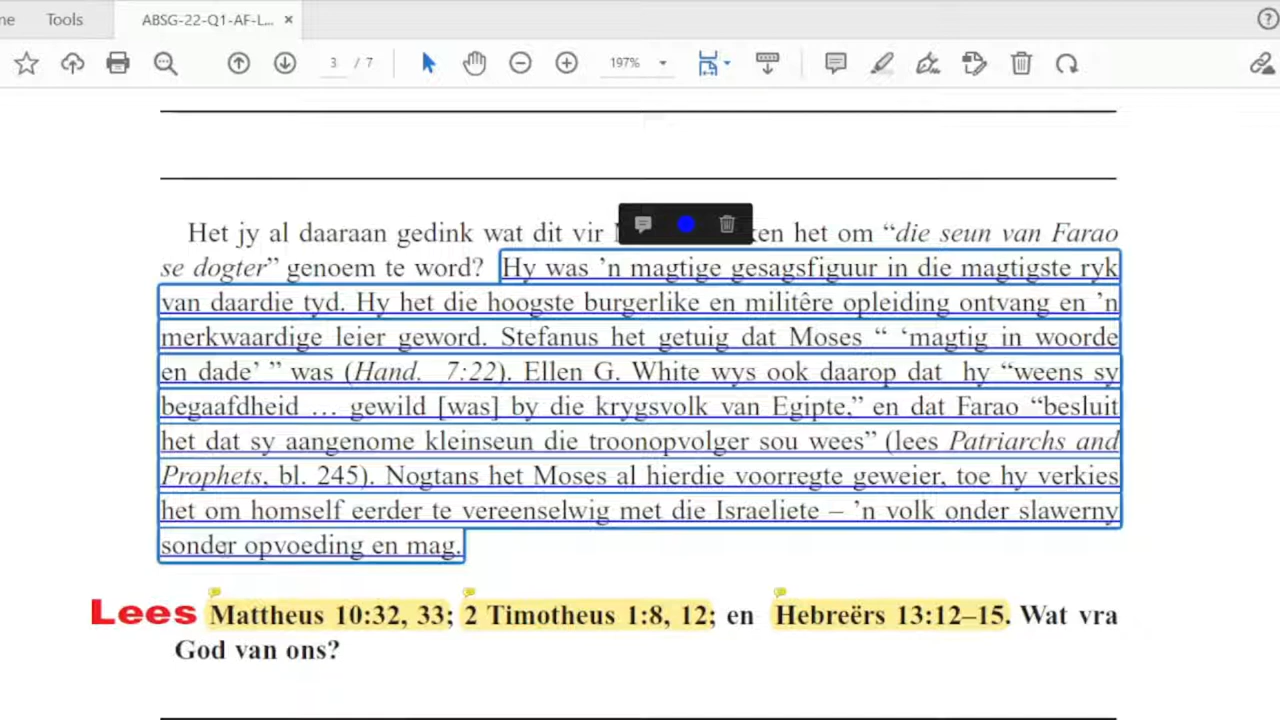 me Tools ABSG-22-Q1-AF-L... ×
3 / 7 197%
Het jy al daaraan gedink wat dit vir ken het om “die seun van Farao
se dogter” genoem te word? Hy was ’n magtige gesagsfiguur in die magtigste ryk
van daardie tyd. Hy het die hoogste burgerlike en militêre opleiding ontvang en ’n
merkwaardige leier geword. Stefanus het getuig dat Moses “ ‘magtig in woorde
en dade’ ” was (Hand. 7:22). Ellen G. White wys ook daarop dat hy “weens sy
begaafdheid … gewild [was] by die krygsvolk van Egipte,” en dat Farao “besluit
het dat sy aangenome kleinseun die troonopvolger sou wees” (lees Patriarchs and
Prophets, bl. 245). Nogtans het Moses al hierdie voorregte geweier, toe hy verkies
het om homself eerder te vereenselwig met die Israeliete – ’n volk onder slawerny
sonder opvoeding en mag.
Lees Mattheus 10:32, 33; 2 Timotheus 1:8, 12; en Hebreërs 13:12–15. Wat vra
God van ons?